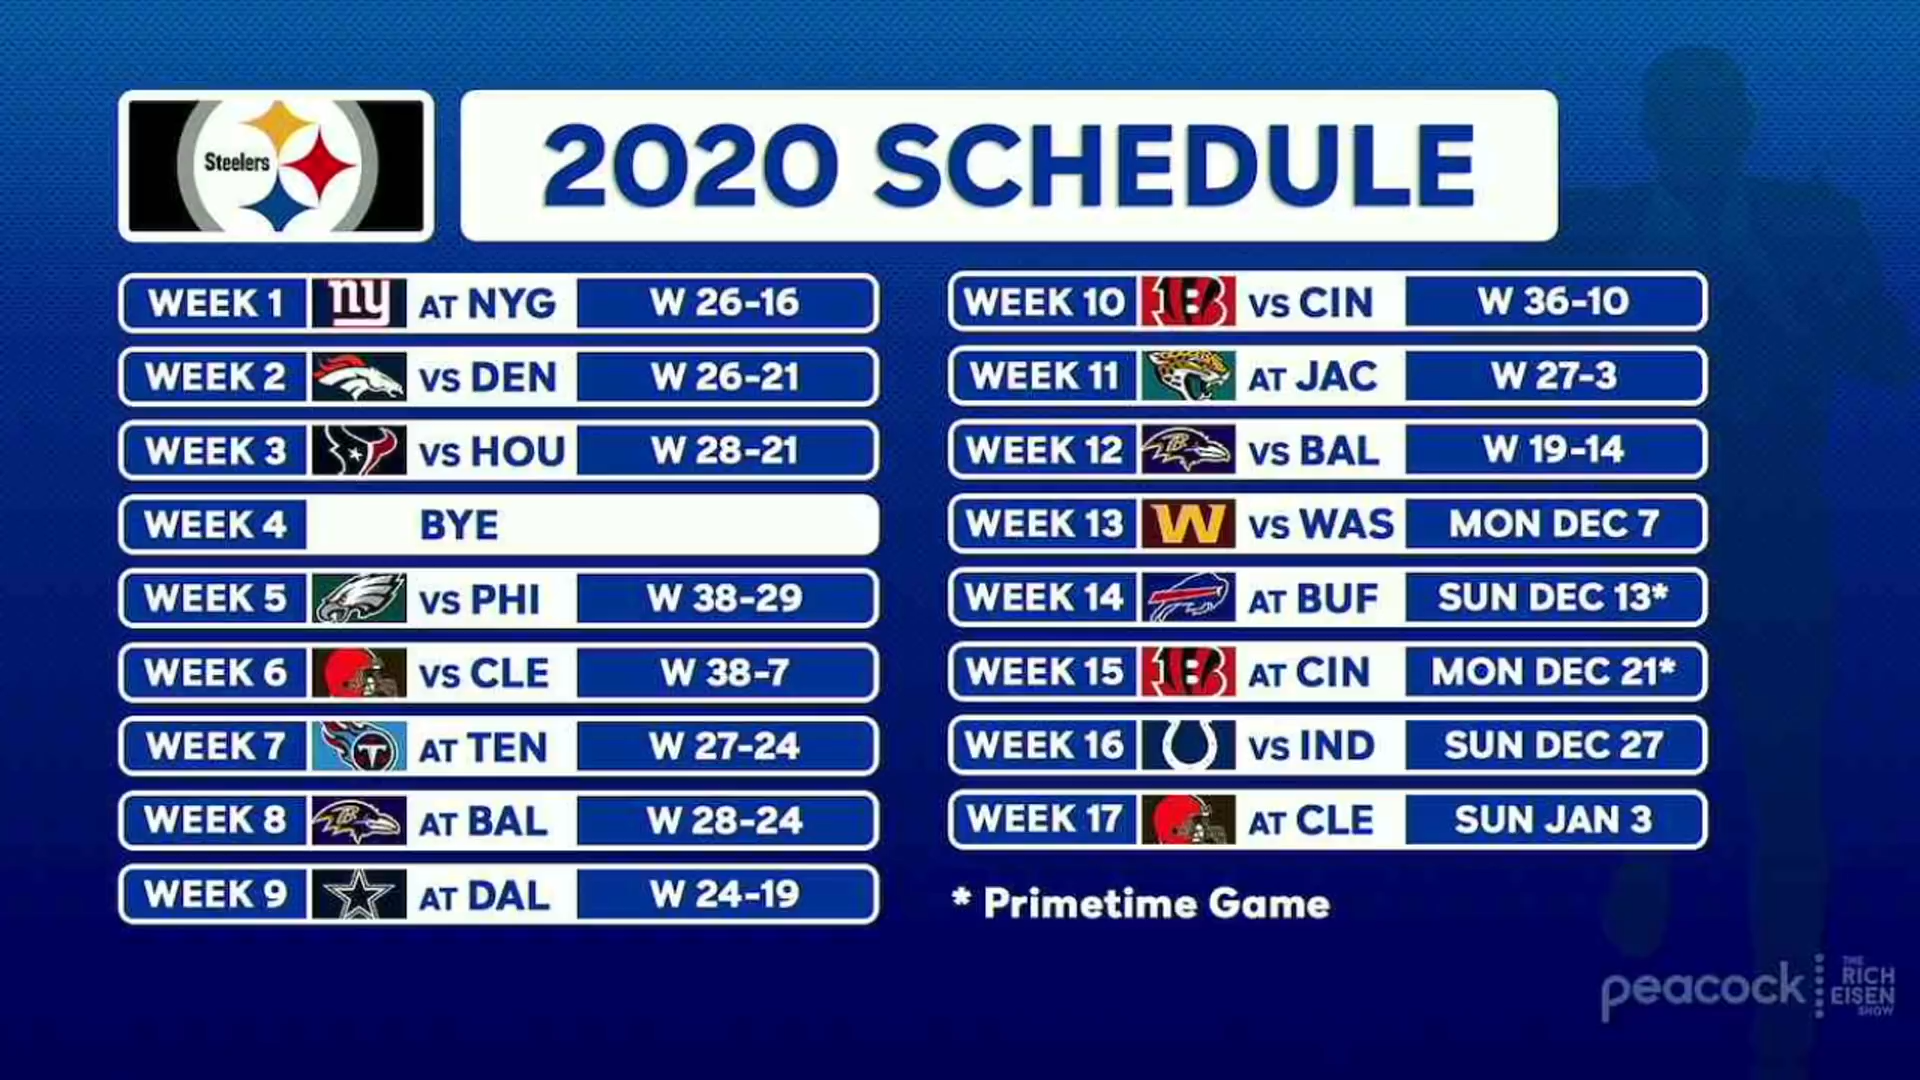 Steelers
2020 SCHEDULE
WEEK 1 ny AT NYG W 26-16
WEEK 2 VS DEN W 26-21
WEEK 3 VS HOU W 28-21
WEEK 4 BYE
WEEK 5 VS PHI W 38-29
WEEK 6 VS CLE W 38-7
WEEK 7 T AT TEN W 27-24
WEEK 8 B AT BAL W 28-24
WEEK 9 AT DAL W 24-19
WEEK 10 B VS CIN W 36-10
WEEK 11 AT JAC W 27-3
WEEK 12 B VS BAL W 19-14
WEEK 13 W VS WAS MON DEC 7
WEEK 14 AT BUF SUN DEC 13*
WEEK 15 B AT CIN MON DEC 21*
WEEK 16 VS IND SUN DEC 27
WEEK 17 AT CLE SUN JAN 3
* Primetime Game
peacock
THE
RICH
EISEN
SHOW